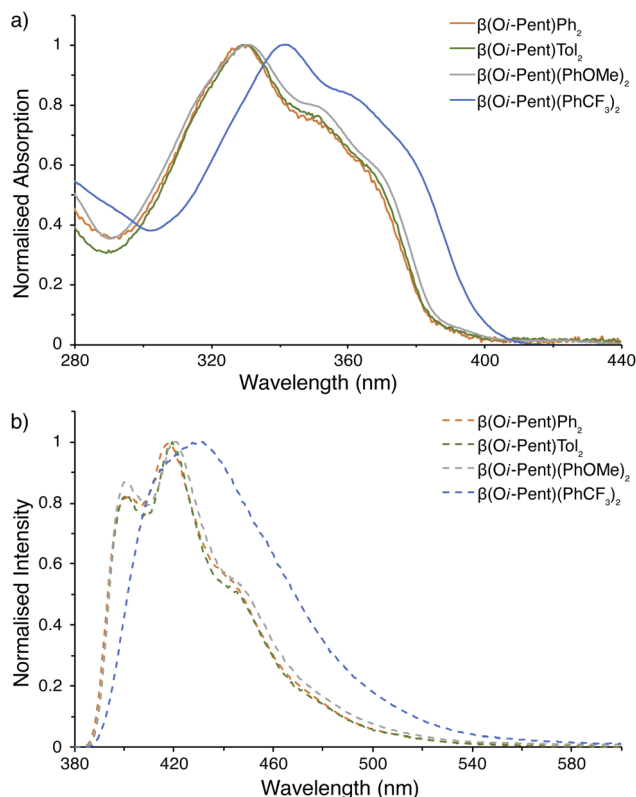 a)
β(Oi-Pent)Ph₂
β(Oi-Pent)Tol₂
β(Oi-Pent)(PhOMe)₂
β(Oi-Pent)(PhCF₃)₂
Normalised Absorption
1
0.8
0.6
0.4
0.2
0
280 320 360 400 440
Wavelength (nm)
b)
β(Oi-Pent)Ph₂
β(Oi-Pent)Tol₂
β(Oi-Pent)(PhOMe)₂
β(Oi-Pent)(PhCF₃)₂
Normalised Intensity
1
0.8
0.6
0.4
0.2
0
380 420 460 500 540 580
Wavelength (nm)